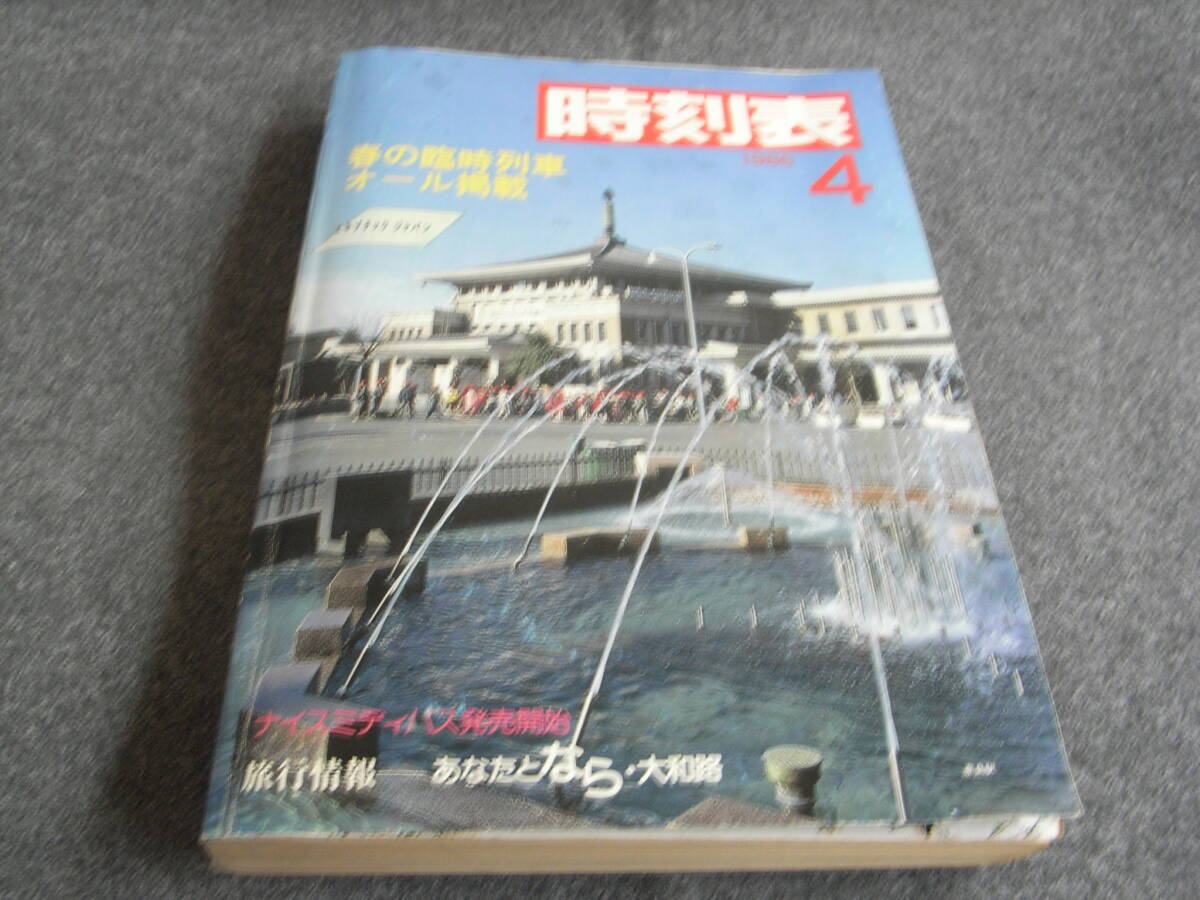 時刻表
4
春の臨時列車
オール掲載
ナイスミディパス発売開始
旅行情報―あなたとなら・大和路